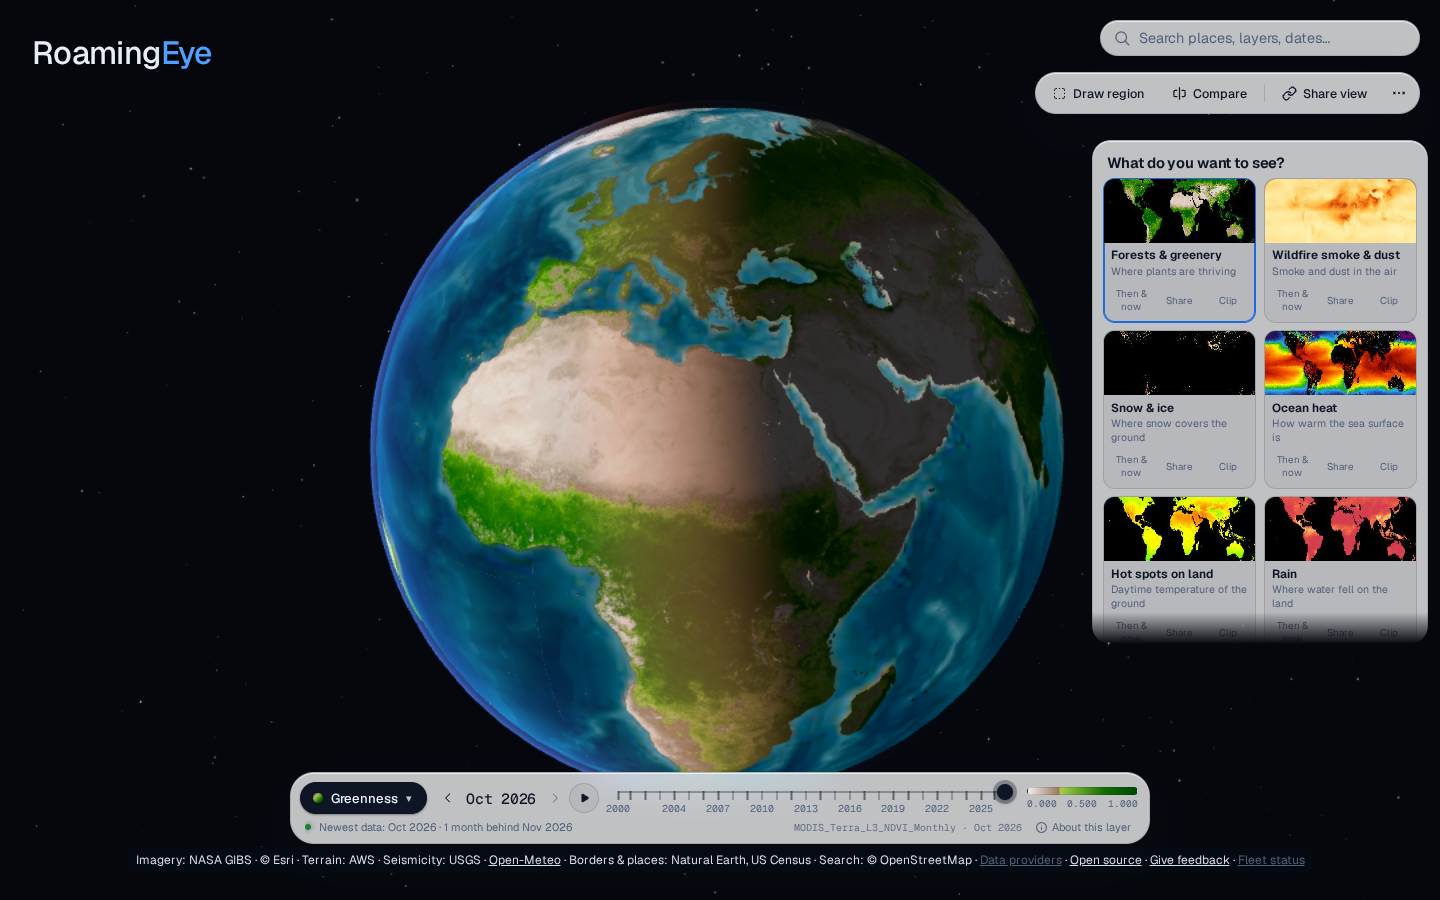 RoamingEye
Search places, layers, dates...
Draw region
Compare
Share view
What do you want to see?
Forests & greenery
Where plants are thriving
Then & now
Share
Clip
Wildfire smoke & dust
Smoke and dust in the air
Then & now
Share
Clip
Snow & ice
Where snow covers the ground
Then & now
Share
Clip
Ocean heat
How warm the sea surface is
Then & now
Share
Clip
Hot spots on land
Daytime temperature of the ground
Then &
Share
Clip
Rain
Where water fell on the land
Then &
Share
Clip
Greenness
Oct 2026
2000 2004 2007 2010 2013 2016 2019 2022 2025
0.000 0.500 1.000
Newest data: Oct 2026 · 1 month behind Nov 2026
MODIS_Terra_L3_NDVI_Monthly · Oct 2026
About this layer
Imagery: NASA GIBS · © Esri · Terrain: AWS · Seismicity: USGS · Open-Meteo · Borders & places: Natural Earth, US Census · Search: © OpenStreetMap · Data providers · Open source · Give feedback · Fleet status